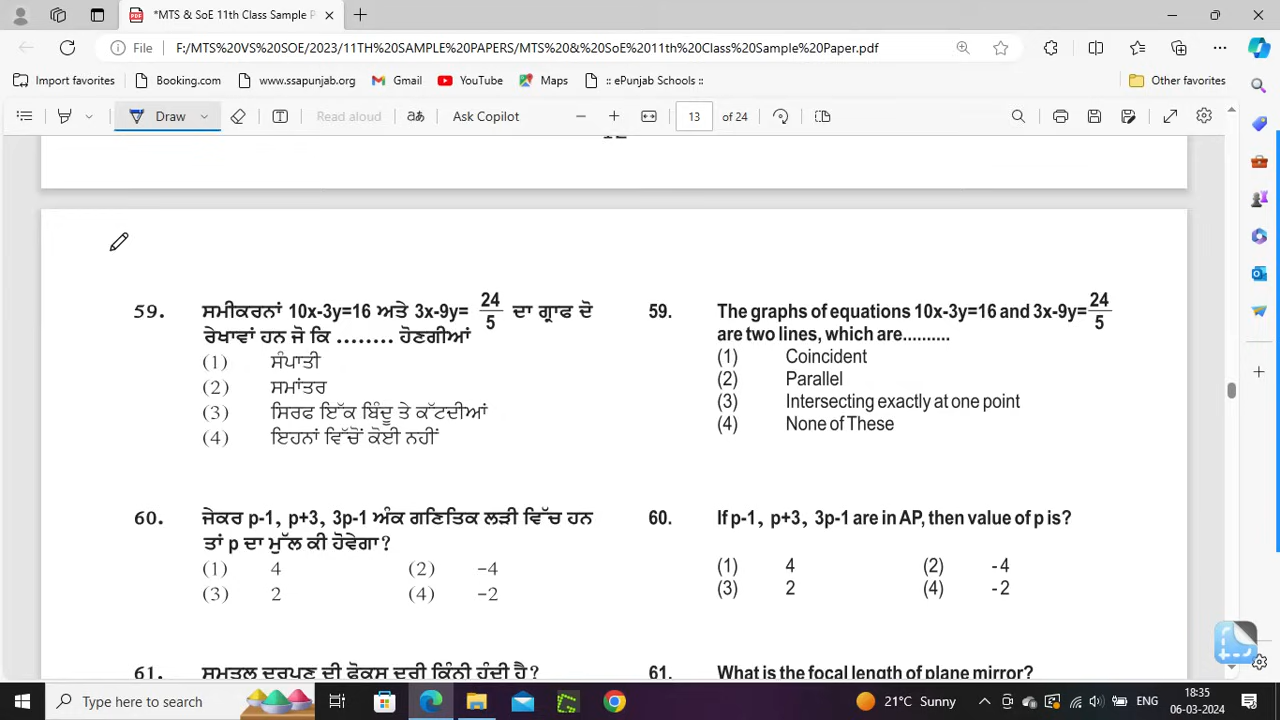 *MTS & SoE 11th Class Sample P
File F:/MTS%20VS%20SOE/2023/11TH%20SAMPLE%20PAPERS/MTS%20&%20SoE%2011th%20Class%20Sample%20Paper.pdf
Import favorites Booking.com www.ssapunjab.org Gmail YouTube Maps :: ePunjab Schools :: Other favorites
Draw Read aloud Ask Copilot 13 of 24
59. ਸਮੀਕਰਨਾਂ 10x-3y=16 ਅਤੇ 3x-9y= 24/5 ਦਾ ਗ੍ਰਾਫ ਦੋ
ਰੇਖਾਵਾਂ ਹਨ ਜੋ ਕਿ ........ ਹੋਣਗੀਆਂ
(1) ਸੰਪਾਤੀ
(2) ਸਮਾਂਤਰ
(3) ਸਿਰਫ ਇੱਕ ਬਿੰਦੂ ਤੇ ਕੱਟਦੀਆਂ
(4) ਇਹਨਾਂ ਵਿੱਚੋਂ ਕੋਈ ਨਹੀਂ
60. ਜੇਕਰ p-1, p+3, 3p-1 ਅੰਕ ਗਣਿਤਿਕ ਲੜੀ ਵਿੱਚ ਹਨ
ਤਾਂ p ਦਾ ਮੁੱਲ ਕੀ ਹੋਵੇਗਾ?
(1) 4 (2) -4
(3) 2 (4) -2
61. ਸਮਤਲ ਦਰਪਣ ਦੀ ਫੋਕਸ ਦੂਰੀ ਕਿੰਨੀ ਹੁੰਦੀ ਹੈ?
59. The graphs of equations 10x-3y=16 and 3x-9y= 24/5
are two lines, which are..........
(1) Coincident
(2) Parallel
(3) Intersecting exactly at one point
(4) None of These
60. If p-1, p+3, 3p-1 are in AP, then value of p is?
(1) 4 (2) -4
(3) 2 (4) -2
61. What is the focal length of plane mirror?
Type here to search 21°C Sunny ENG 18:35
06-03-2024